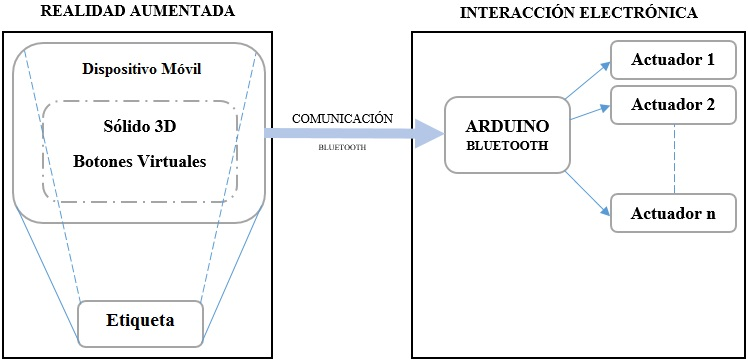 REALIDAD AUMENTADA
Dispositivo Móvil
Sólido 3D
Botones Virtuales
Etiqueta
COMUNICACIÓN
BLUETOOTH
INTERACCIÓN ELECTRÓNICA
ARDUINO
BLUETOOTH
Actuador 1
Actuador 2
Actuador n